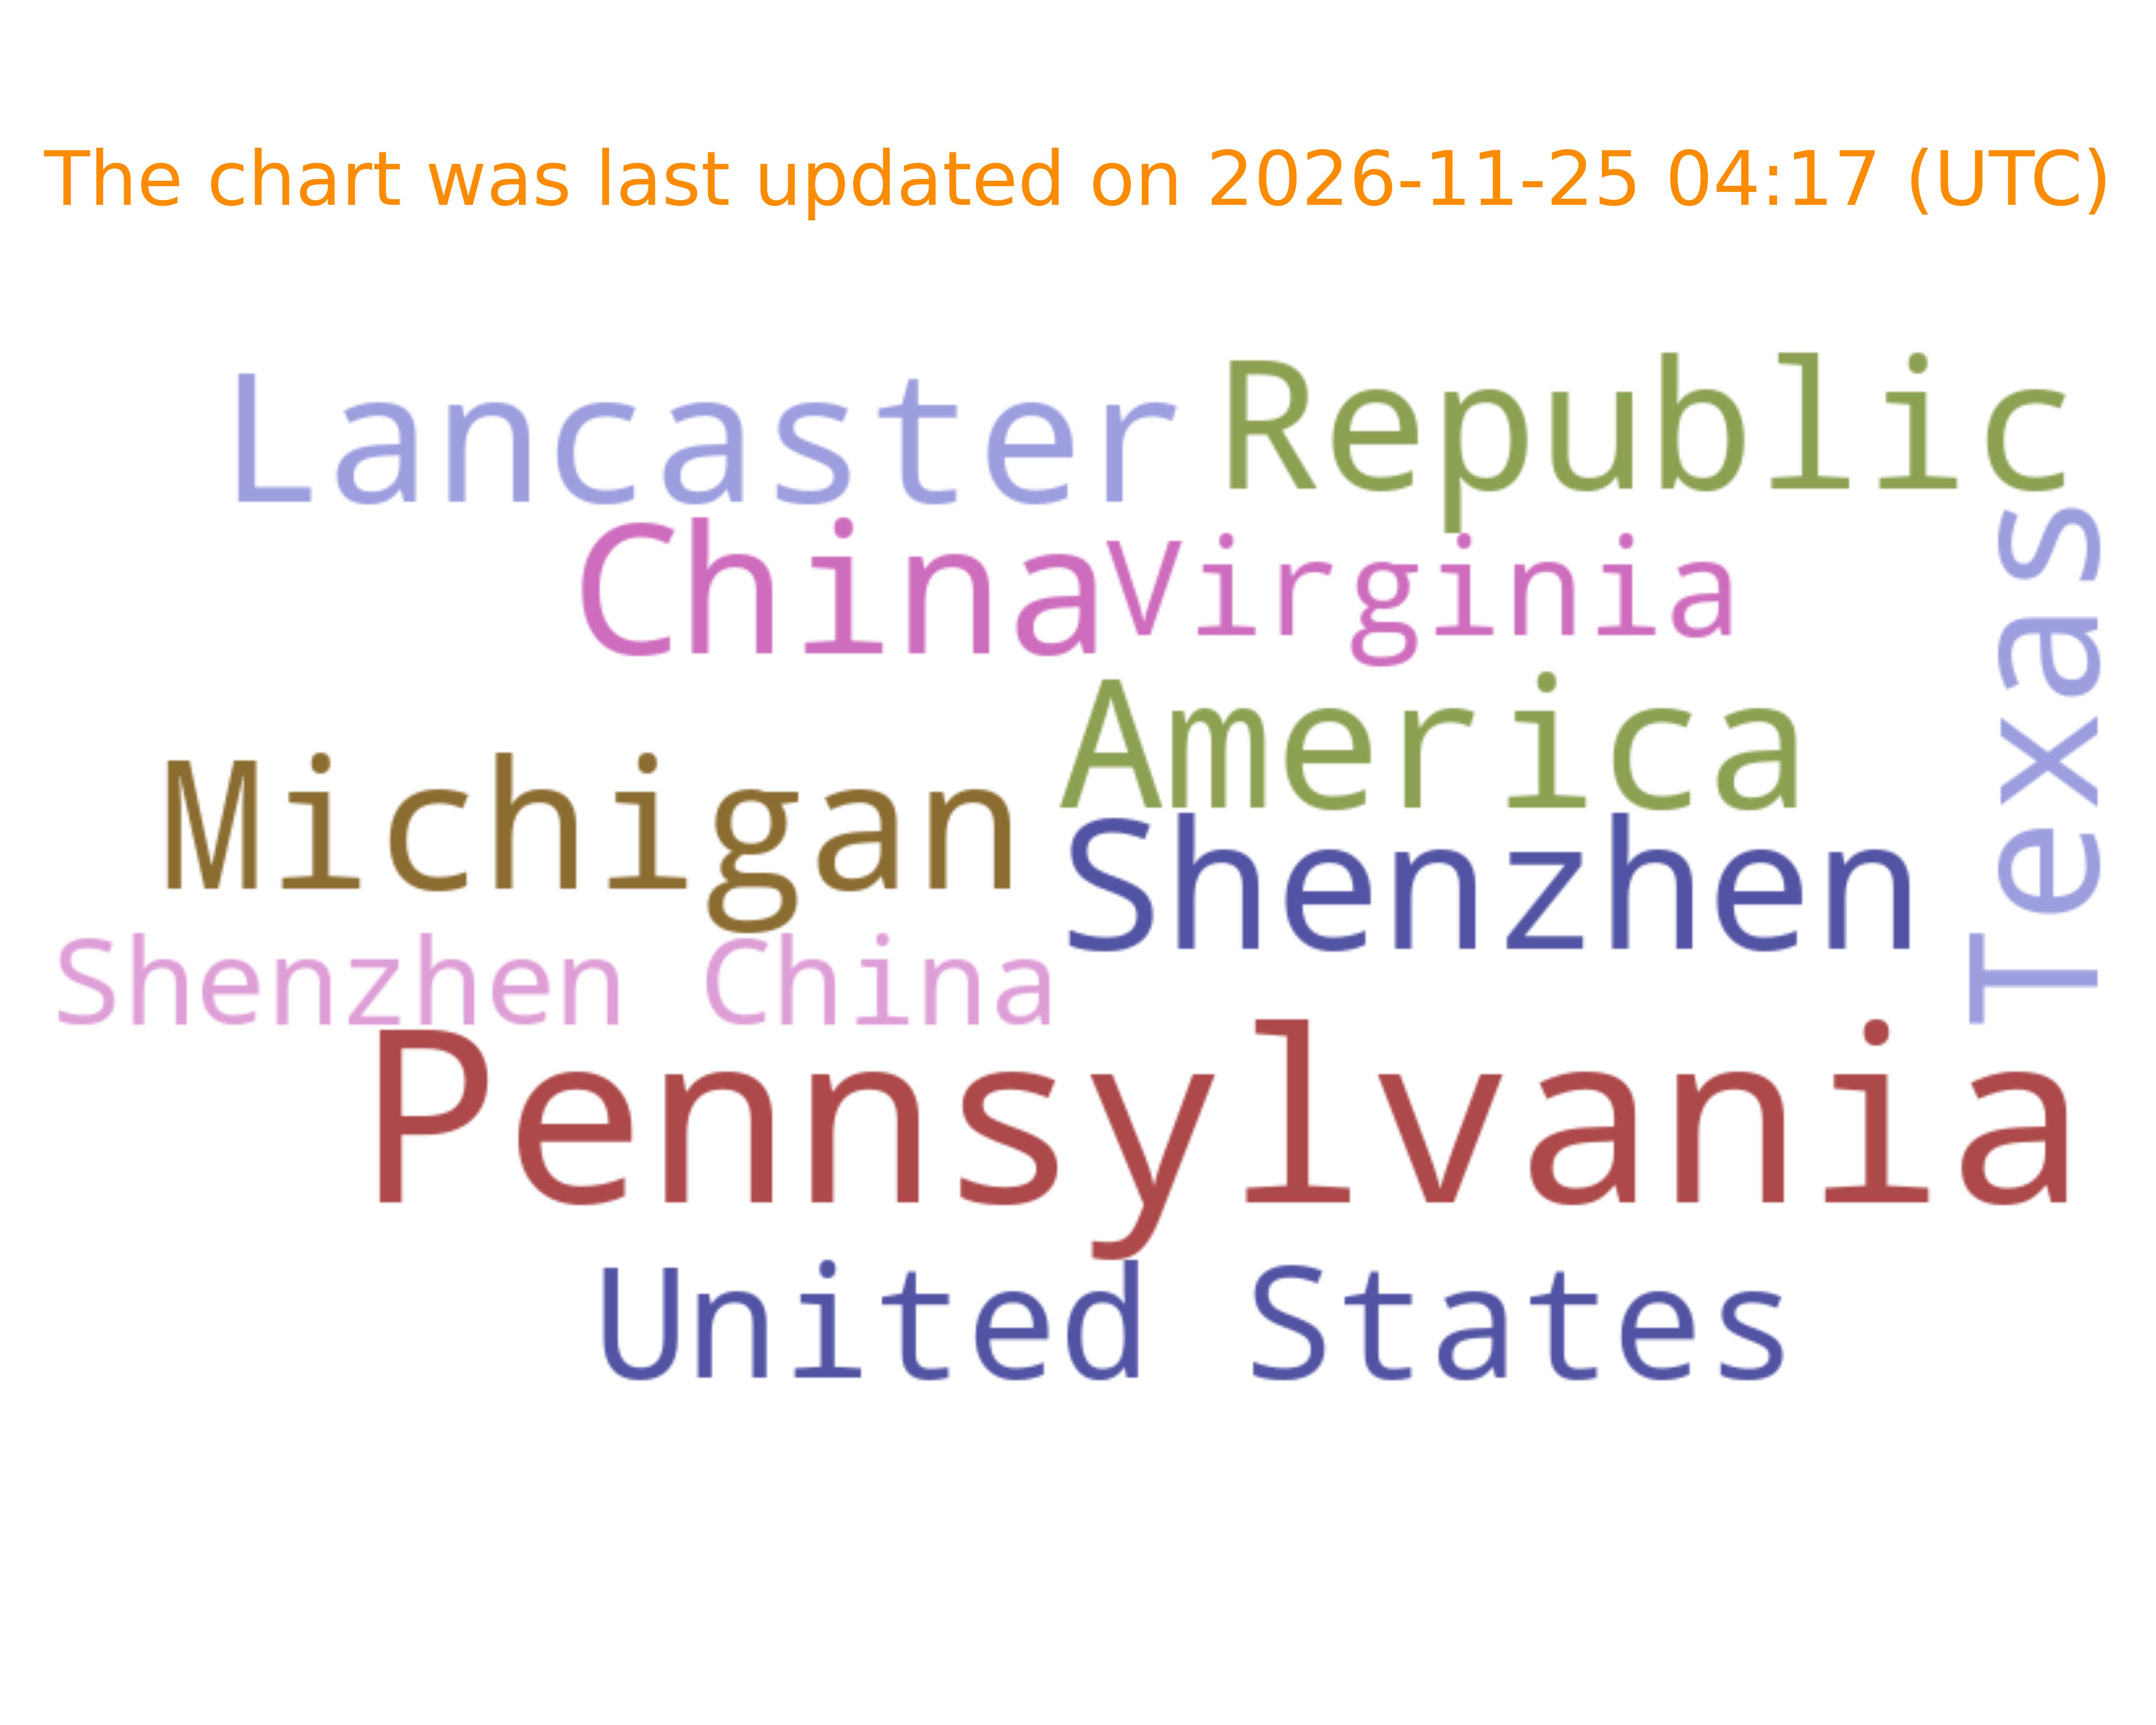 The chart was last updated on 2026-11-25 04:17 (UTC)
Lancaster Republic
China Virginia
Texas
America
Michigan
Shenzhen
Shenzhen China
Pennsylvania
United States